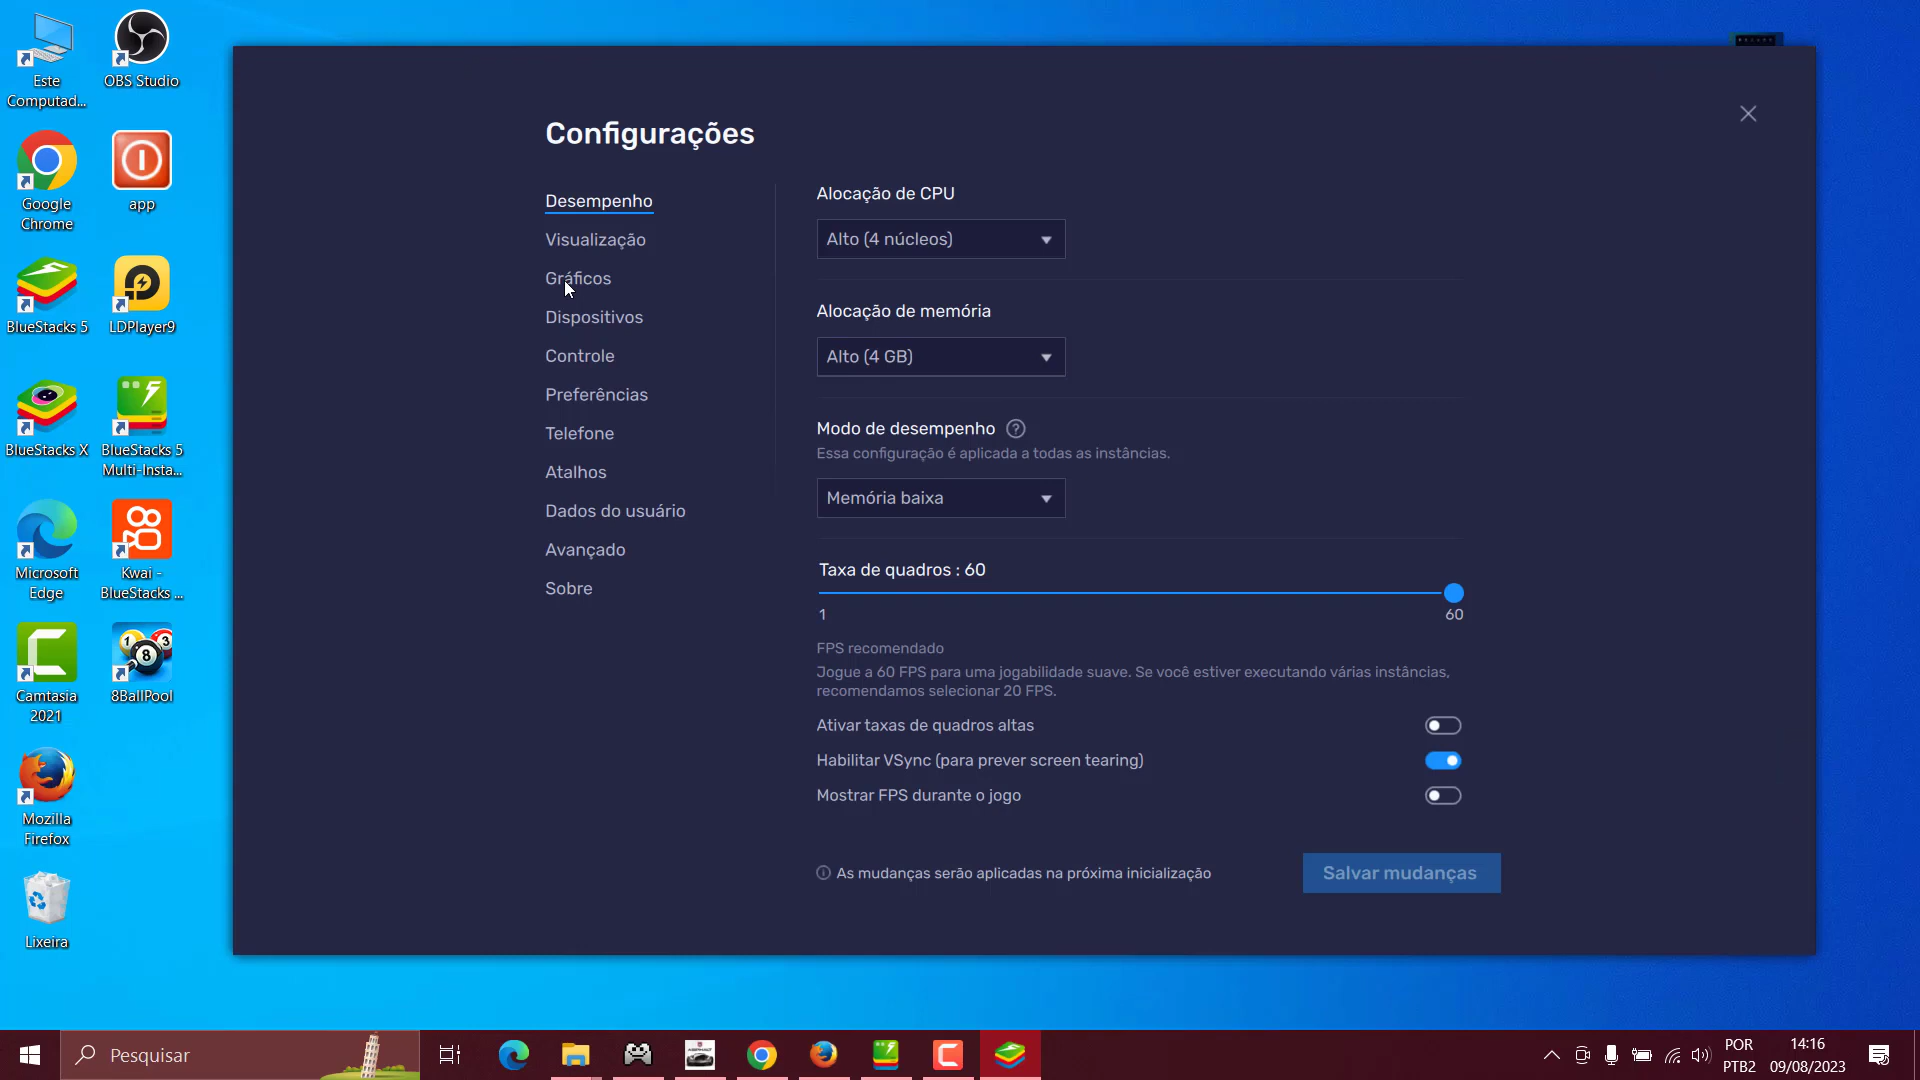 Este
Computad...
OBS Studio
Google
Chrome
app
BlueStacks 5
LDPlayer9
BlueStacks X
BlueStacks 5
Multi-Insta...
Microsoft
Edge
Kwai -
BlueStacks ...
Camtasia
2021
8BallPool
Mozilla
Firefox
Lixeira
Configurações
Desempenho
Visualização
Gráficos
Dispositivos
Controle
Preferências
Telefone
Atalhos
Dados do usuário
Avançado
Sobre
Alocação de CPU
Alto (4 núcleos)
Alocação de memória
Alto (4 GB)
Modo de desempenho
Essa configuração é aplicada a todas as instâncias.
Memória baixa
Taxa de quadros : 60
1
60
FPS recomendado
Jogue a 60 FPS para uma jogabilidade suave. Se você estiver executando várias instâncias,
recomendamos selecionar 20 FPS.
Ativar taxas de quadros altas
Habilitar VSync (para prever screen tearing)
Mostrar FPS durante o jogo
As mudanças serão aplicadas na próxima inicialização
Salvar mudanças
Pesquisar
POR
PTB2
14:16
09/08/2023